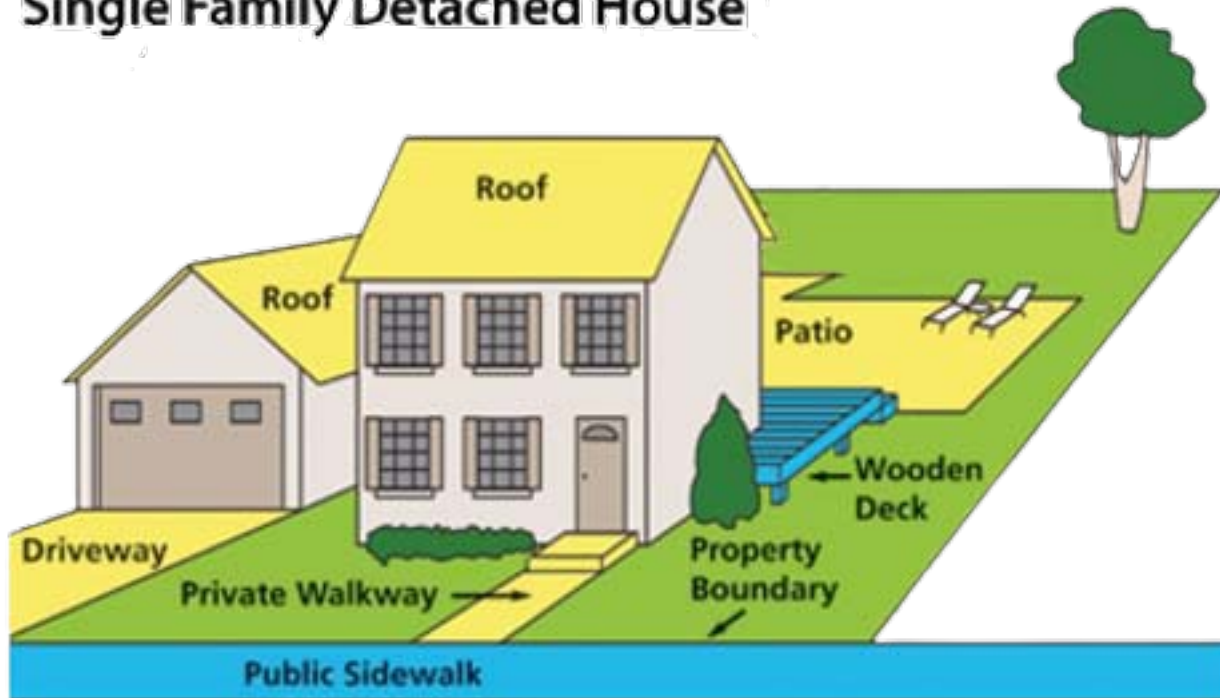 Single Family Detached House
Roof
Roof
Patio
Wooden
Deck
Driveway
Property
Boundary
Private Walkway
Public Sidewalk